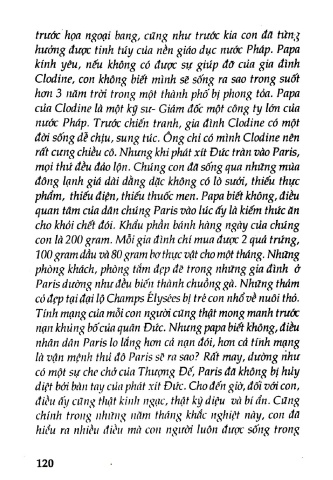 trước họa ngoại bang, cũng như trước kia con đã từng
hưởng được tinh túy của nền giáo dục nước Pháp. Papa
kính yêu, nếu không có được sự giúp đỡ của gia đình
Clodine, con không biết mình sẽ sống ra sao trong suốt
hơn 3 năm trời trong một thành phố bị phong tỏa. Papa
của Clodine là một kỹ sư- Giám đốc một công ty lớn của
nước Pháp. Trước chiến tranh, gia đình Clodine có một
đời sống dễ chịu, sung túc. Ông chỉ có mình Clodine nên
rất cưng chiều cô. Nhưng khi phát xít Đức tràn vào Paris,
mọi thứ đều đảo lộn. Chúng con đã sống qua những mùa
đông lạnh giá dài dằng dặc không có lò sưởi, thiếu thực
phẩm, thiếu điện, thiếu thuốc men. Papa biết không, điều
quan tâm của dân chúng Paris vào lúc ấy là kiếm thức ăn
cho khỏi chết đói. Khẩu phần bánh hàng ngày của chúng
con là 200 gram. Mỗi gia đình chỉ mua được 2 quả trứng,
100 gram dầu và 80 gram bơ thực vật cho một tháng. Những
phòng khách, phòng tắm đẹp đẽ trong những gia đình ở
Paris dường như đều biến thành chuồng gà. Những thảm
cỏ đẹp tại đại lộ Champs Élysées bị trẻ con nhổ về nuôi thỏ.
Tính mạng của mỗi con người cũng thật mong manh trước
nạn khủng bố của quân Đức. Nhưng papa biết không, điều
nhân dân Paris lo lắng hơn cả nạn đói, hơn cả tính mạng
là vận mệnh thủ đô Paris sẽ ra sao? Rất may, dường như
có một sự che chở của Thượng Đế, Paris đã không bị hủy
diệt bởi bàn tay của phát xít Đức. Cho đến giờ, đối với con,
điều ấy cũng thật kinh ngạc, thật kỳ diệu và bí ẩn. Cũng
chính trong những năm tháng khắc nghiệt này, con đã
hiểu ra nhiều điều mà con người luôn được sống trong
120